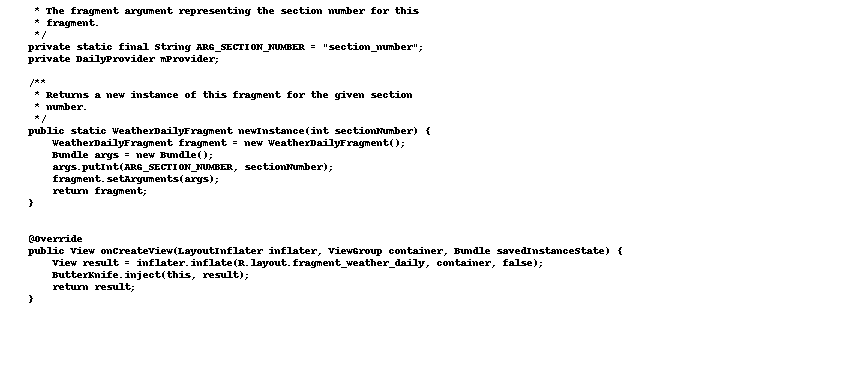 * The fragment argument representing the section number for this
* fragment.
*/
private static final String ARG_SECTION_NUMBER = "section_number";
private DailyProvider mProvider;
/**
* Returns a new instance of this fragment for the given section
* number.
*/
public static WeatherDailyFragment newInstance(int sectionNumber) {
WeatherDailyFragment fragment = new WeatherDailyFragment();
Bundle args = new Bundle();
args.putInt(ARG_SECTION_NUMBER, sectionNumber);
fragment.setArguments(args);
return fragment;
}
@Override
public View onCreateView(LayoutInflater inflater, ViewGroup container, Bundle savedInstanceState) {
View result = inflater.inflate(R.layout.fragment_weather_daily, container, false);
ButterKnife.inject(this, result);
return result;
}